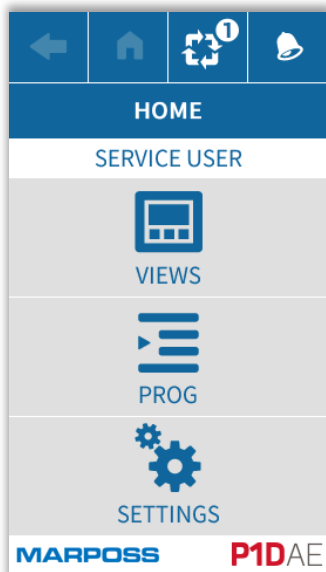 1
HOME
SERVICE USER
VIEWS
PROG
SETTINGS
MARPOSS P1DAE